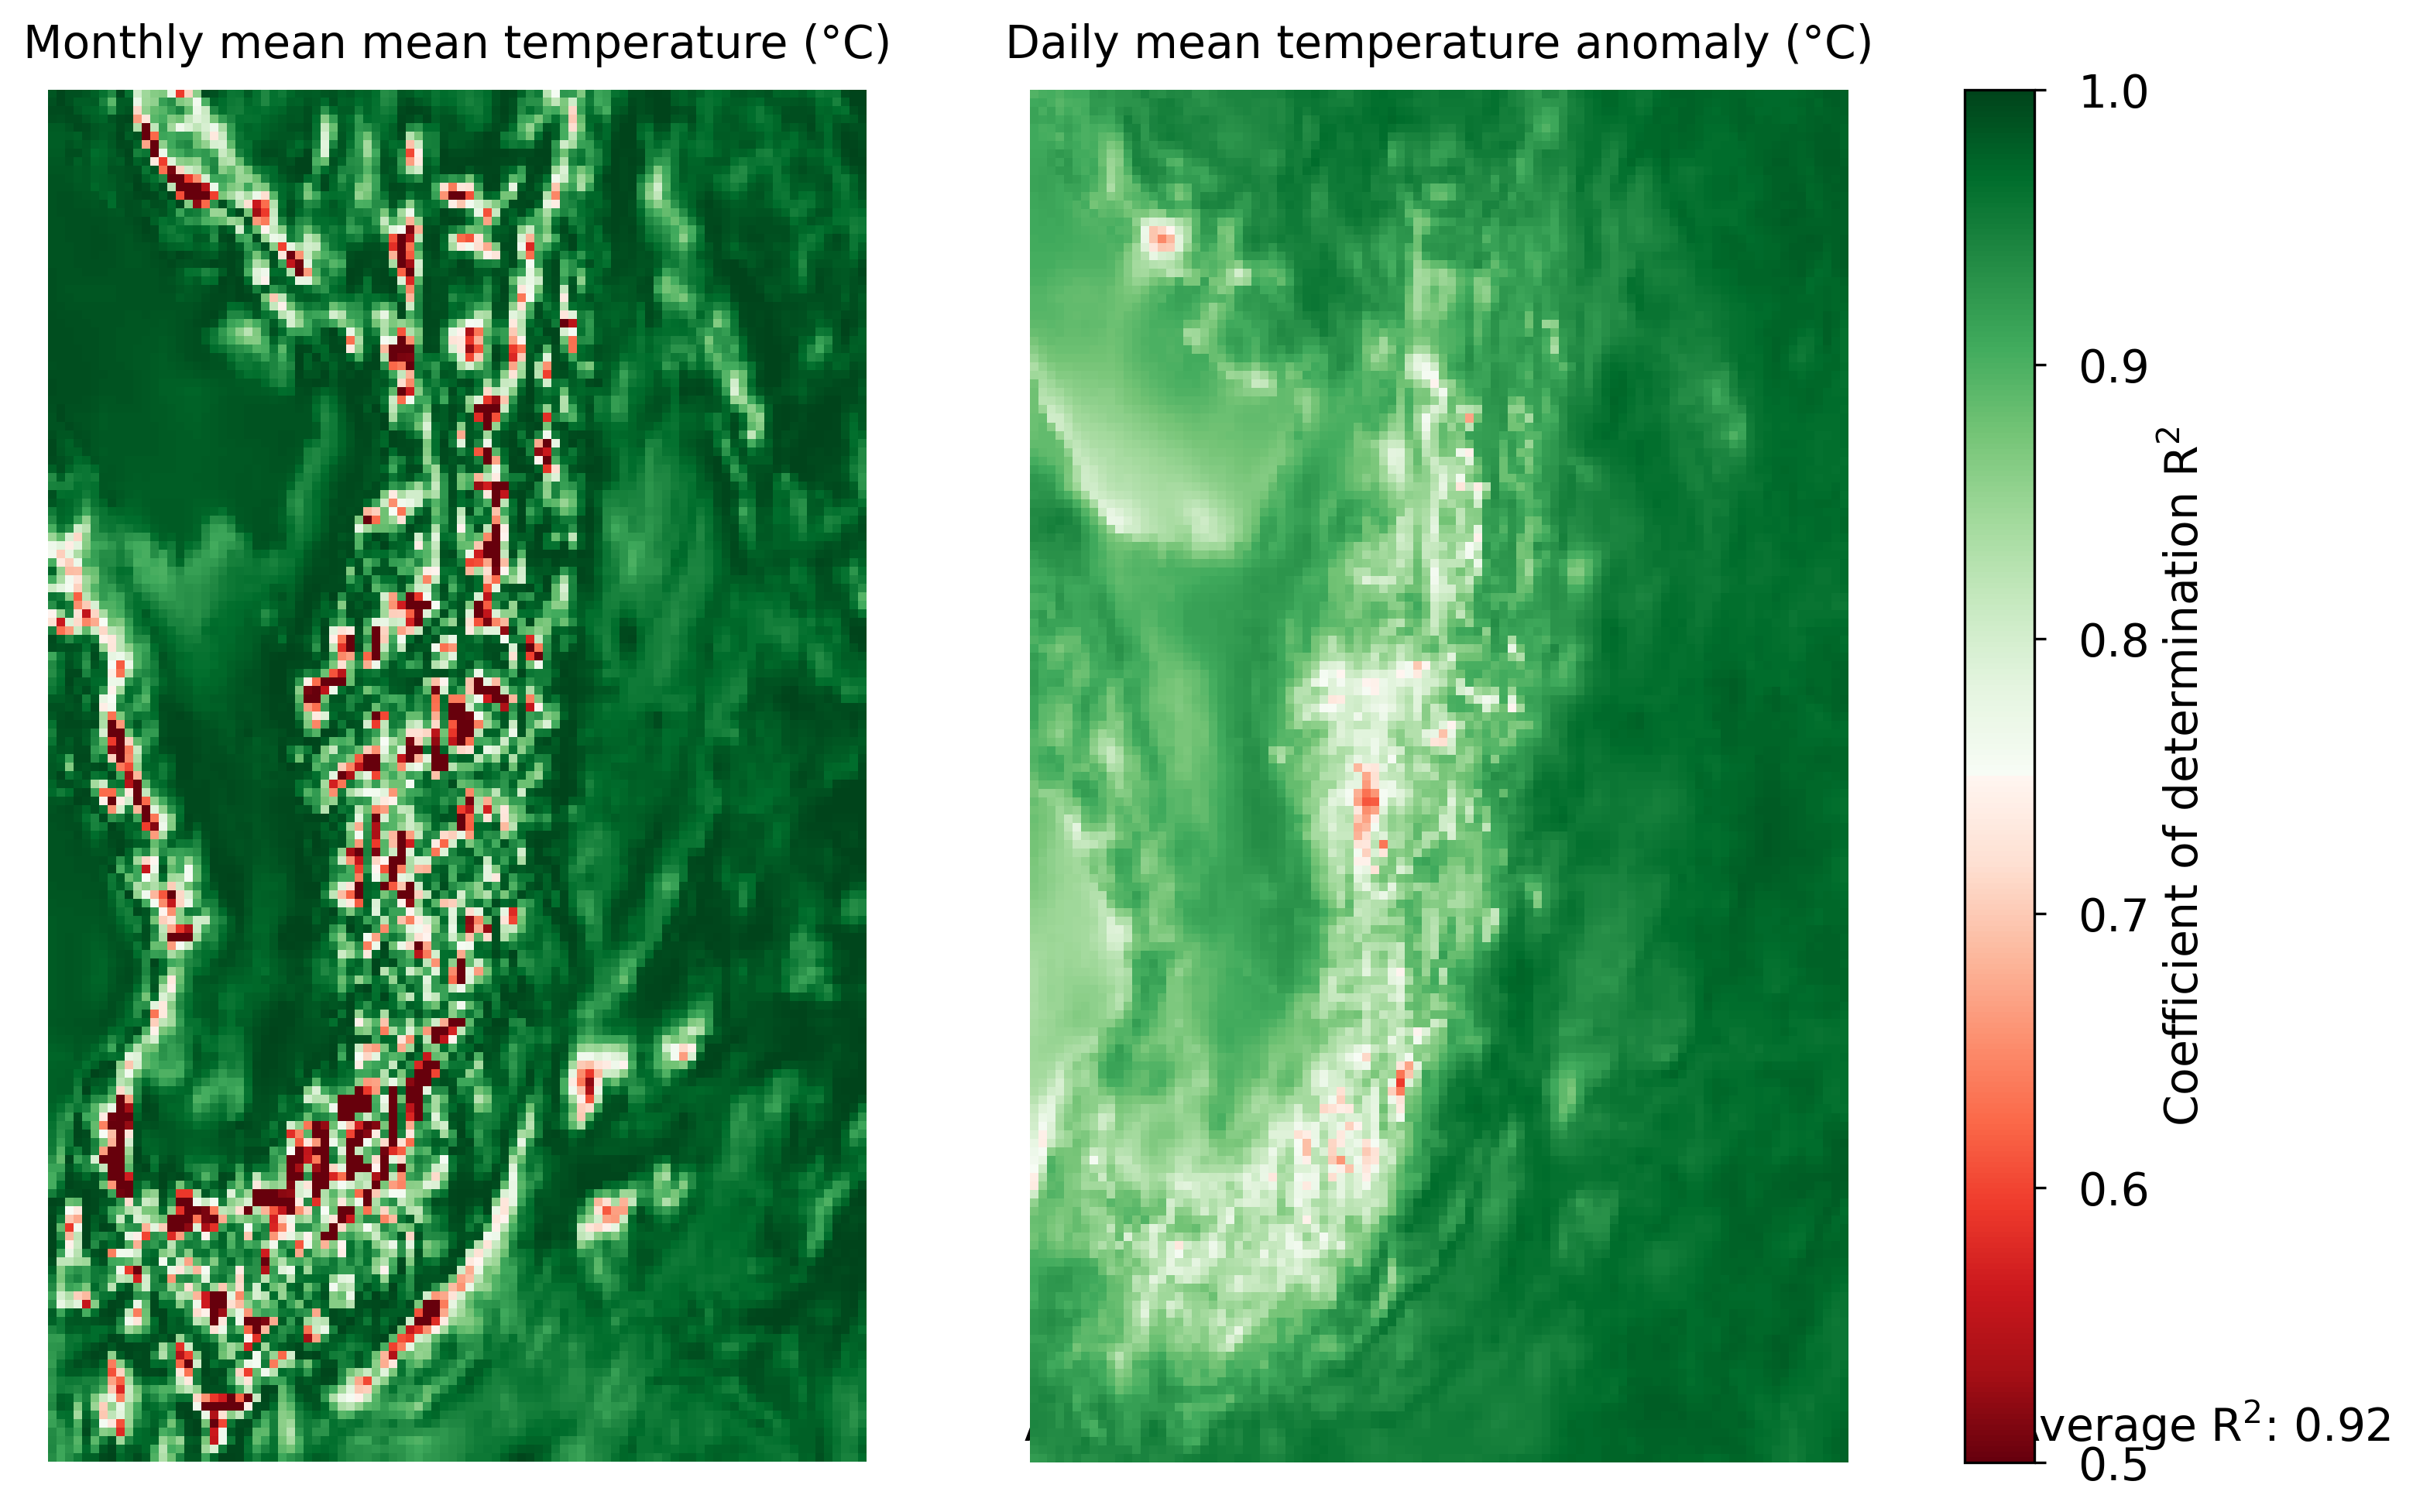 Monthly mean mean temperature (°C)
Daily mean temperature anomaly (°C)
1.0
0.9
0.8
0.7
0.6
0.5
Coefficient of determination R²
verage R²: 0.92